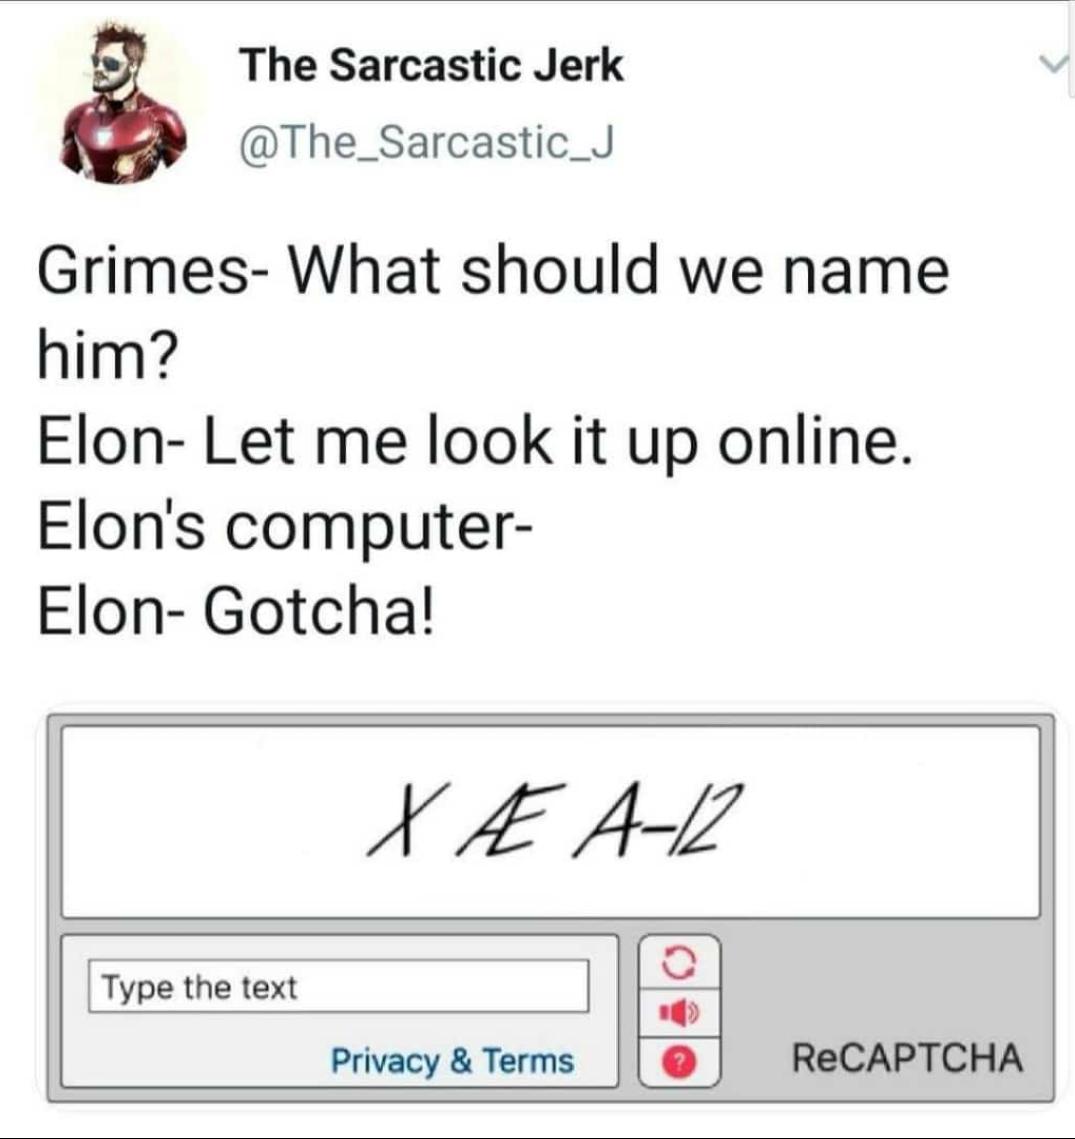 The Sarcastic Jerk
@The_Sarcastic_J
Grimes- What should we name
him?
Elon- Let me look it up online.
Elon's computer-
Elon- Gotcha!
X Æ A-12
Type the text
Privacy & Terms
?
ReCAPTCHA